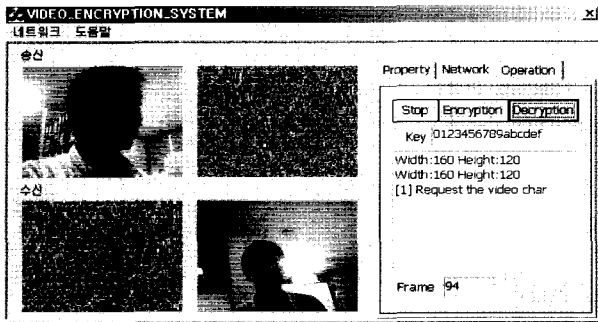 VIDEO_ENCRYPTION_SYSTEM
네트워크 도움말
송신
수신
Property Network Operation
Stop Encryption Decryption
Key 0123456789abcdef
Width:160 Height:120
Width:160 Height:120
[1] Request the video char
Frame 94